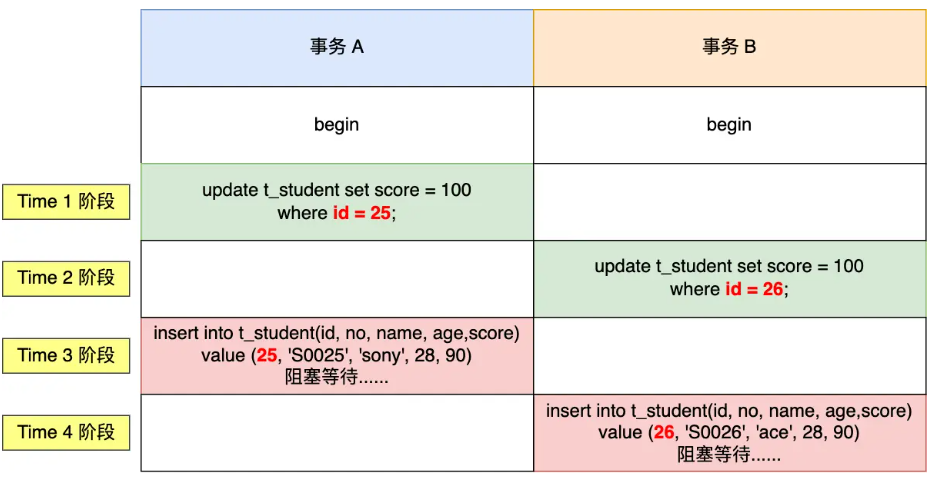 事务 A
事务 B
begin
begin
Time 1 阶段
update t_student set score = 100
where id = 25;
Time 2 阶段
update t_student set score = 100
where id = 26;
Time 3 阶段
insert into t_student(id, no, name, age,score)
value (25, 'S0025', 'sony', 28, 90)
阻塞等待......
Time 4 阶段
insert into t_student(id, no, name, age,score)
value (26, 'S0026', 'ace', 28, 90)
阻塞等待......